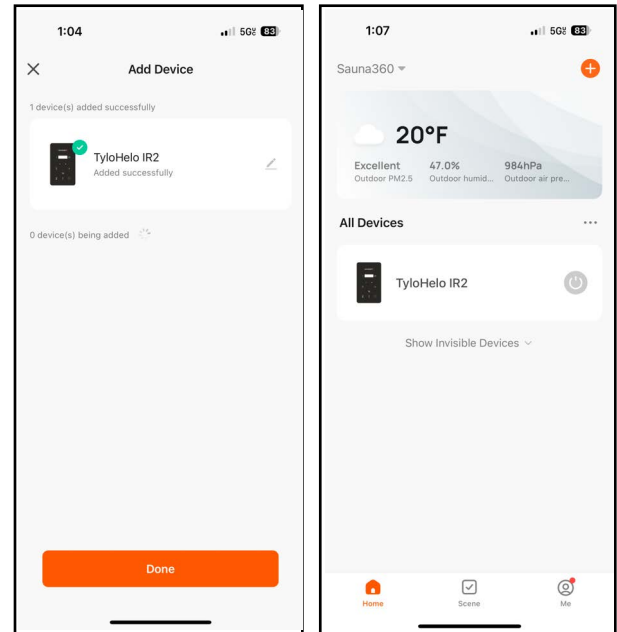 1:04
5G 83
Add Device
1 device(s) added successfully
TyloHelo IR2
Added successfully
0 device(s) being added
Done
1:07
5G 83
Sauna360
20°F
Excellent 47.0% 984hPa
Outdoor PM2.5 Outdoor humid... Outdoor air pre...
All Devices
TyloHelo IR2
Show Invisible Devices
Home Scene Me